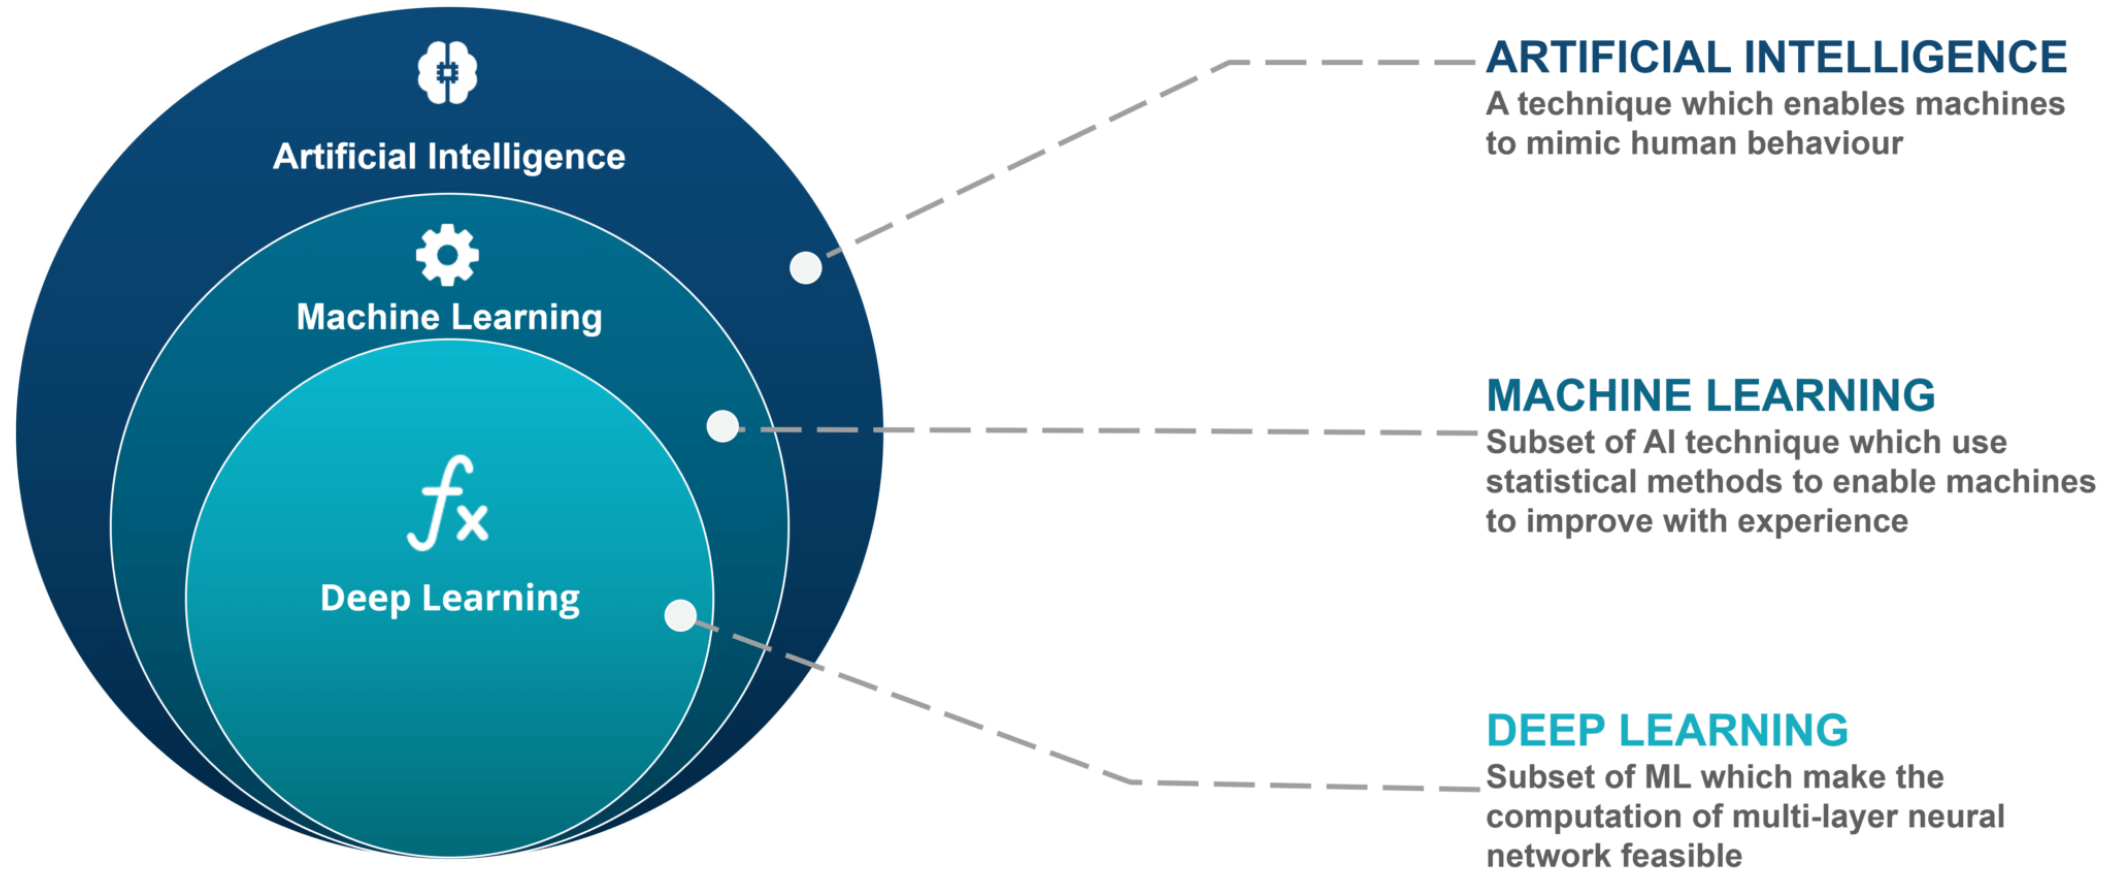 Artificial Intelligence
Machine Learning
fx
Deep Learning
ARTIFICIAL INTELLIGENCE
A technique which enables machines
to mimic human behaviour
MACHINE LEARNING
Subset of AI technique which use
statistical methods to enable machines
to improve with experience
DEEP LEARNING
Subset of ML which make the
computation of multi-layer neural
network feasible